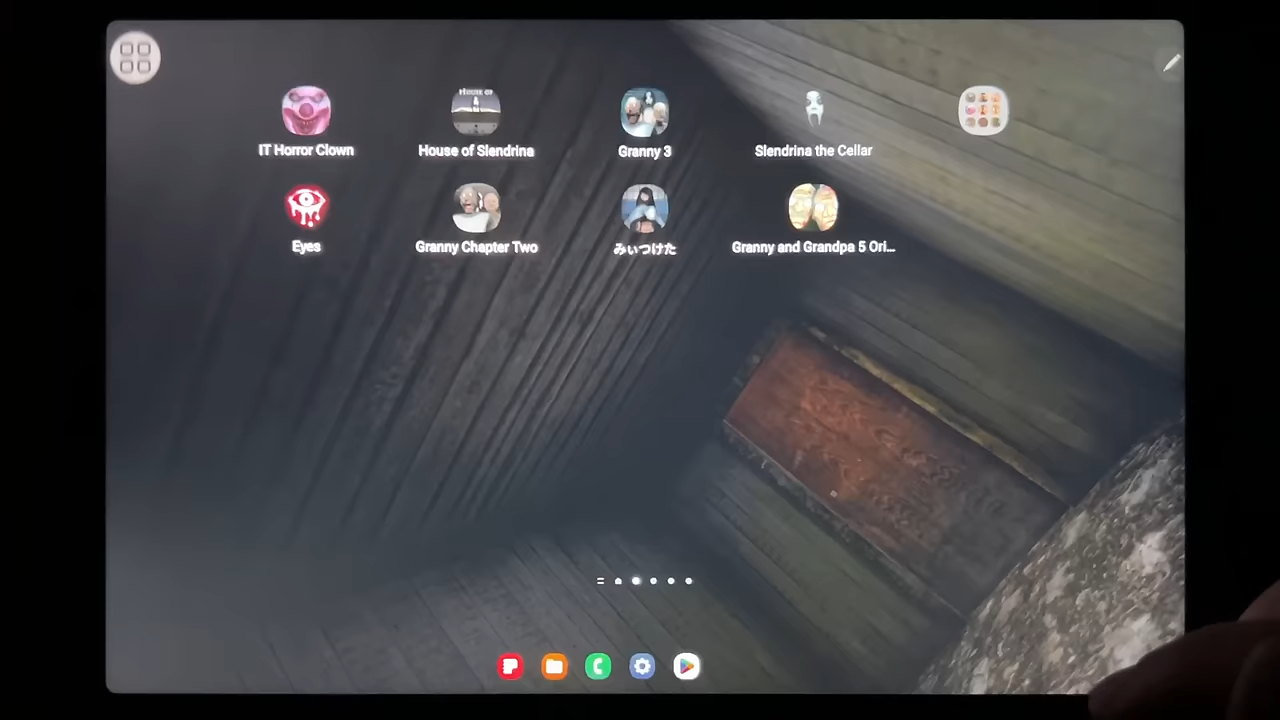 IT Horror Clown
House of Slendrina
Granny 3
Slendrina the Cellar
Eyes
Granny Chapter Two
みぃつけた
Granny and Grandpa 5 Ori...